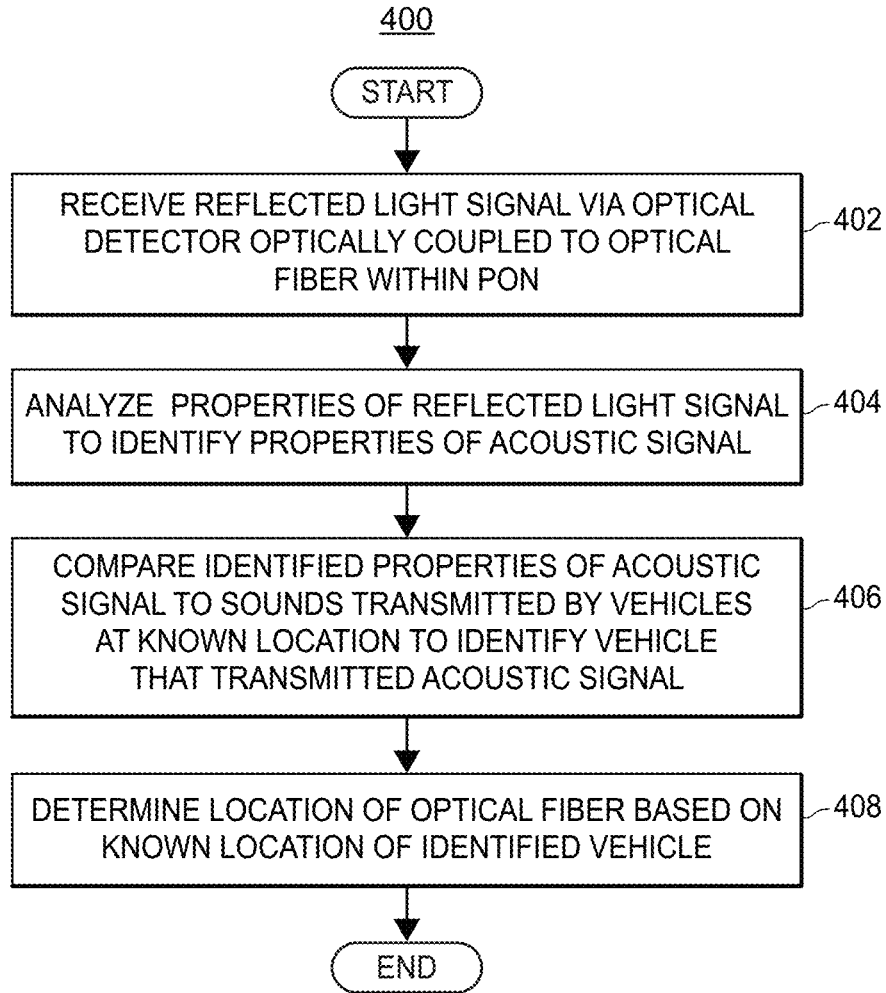 400
START
RECEIVE REFLECTED LIGHT SIGNAL VIA OPTICAL
DETECTOR OPTICALLY COUPLED TO OPTICAL
FIBER WITHIN PON
402
ANALYZE PROPERTIES OF REFLECTED LIGHT SIGNAL
TO IDENTIFY PROPERTIES OF ACOUSTIC SIGNAL
404
COMPARE IDENTIFIED PROPERTIES OF ACOUSTIC
SIGNAL TO SOUNDS TRANSMITTED BY VEHICLES
AT KNOWN LOCATION TO IDENTIFY VEHICLE
THAT TRANSMITTED ACOUSTIC SIGNAL
406
DETERMINE LOCATION OF OPTICAL FIBER BASED ON
KNOWN LOCATION OF IDENTIFIED VEHICLE
408
END